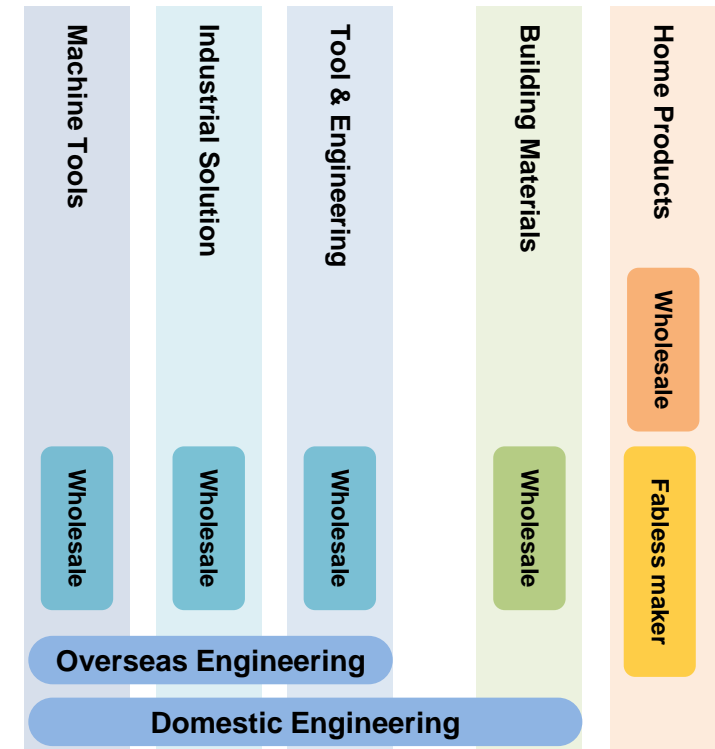 Machine Tools
Industrial Solution
Tool & Engineering
Building Materials
Home Products
Wholesale
Wholesale
Wholesale
Wholesale
Wholesale
Fabless maker
Overseas Engineering
Domestic Engineering